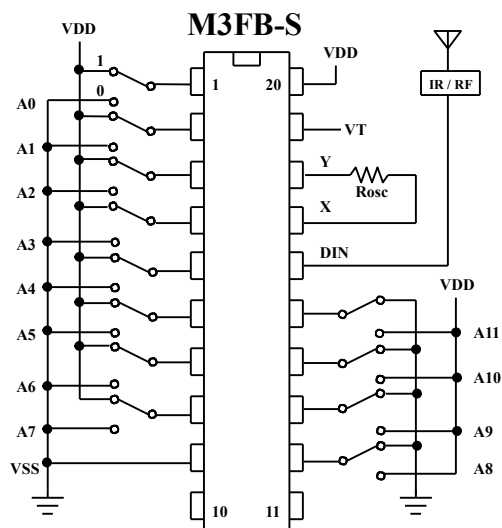 M3FB-S
VDD
1
0
A0
A1
A2
A3
A4
A5
A6
A7
VSS
1
10
20
11
VDD
VT
Y
Rosc
X
DIN
IR / RF
VDD
A11
A10
A9
A8